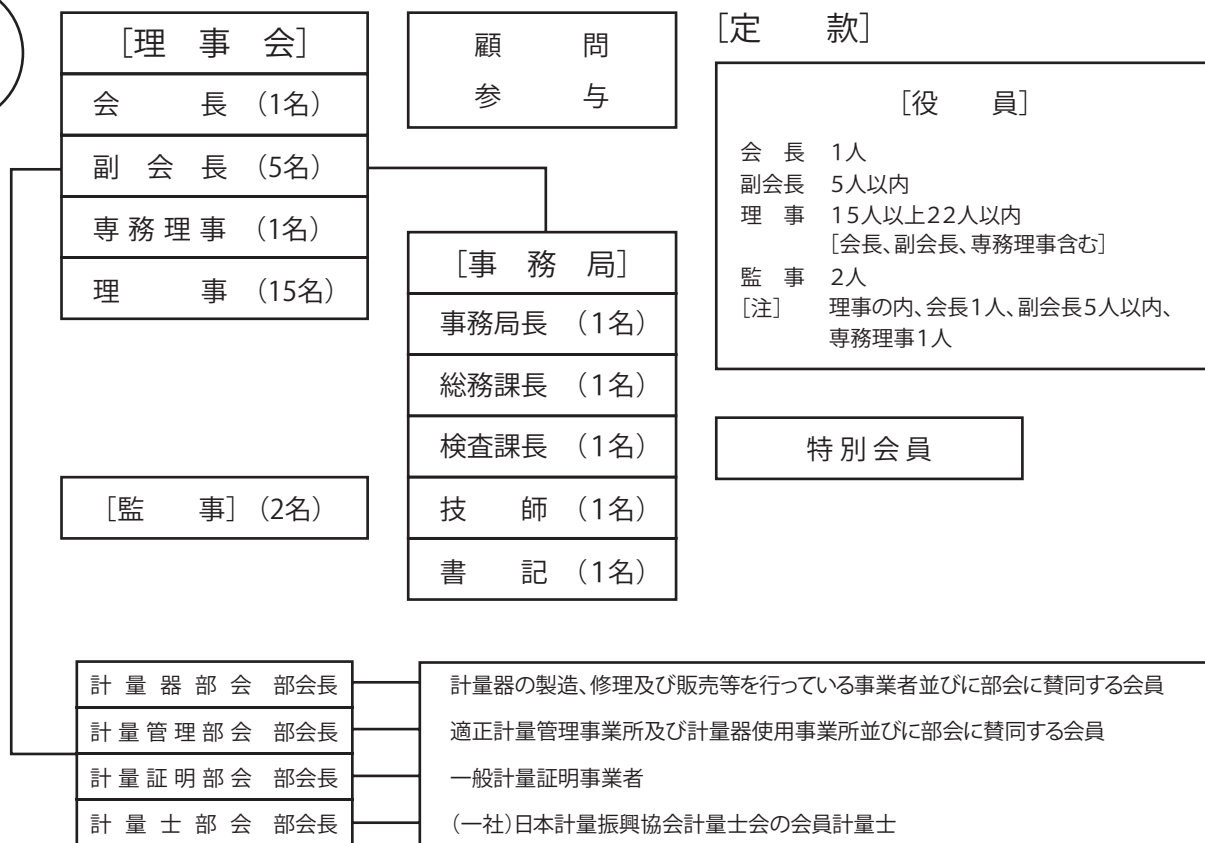 [理事会]
会長（1名）
副会長（5名）
専務理事（1名）
理事（15名）
顧問
参与
[事務局]
事務局長（1名）
総務課長（1名）
検査課長（1名）
技師（1名）
書記（1名）
[監事]（2名）
[定款]
[役員]
会長 1人
副会長 5人以内
理事 15人以上22人以内
[会長、副会長、専務理事含む]
監事 2人
[注] 理事の内、会長1人、副会長5人以内、
専務理事1人
特別会員
計量器部会 部会長 計量器の製造、修理及び販売等を行っている事業者並びに部会に賛同する会員
計量管理部会 部会長 適正計量管理事業所及び計量器使用事業所並びに部会に賛同する会員
計量証明部会 部会長 一般計量証明事業者
計量士部会 部会長 （一社）日本計量振興協会計量士会の会員計量士